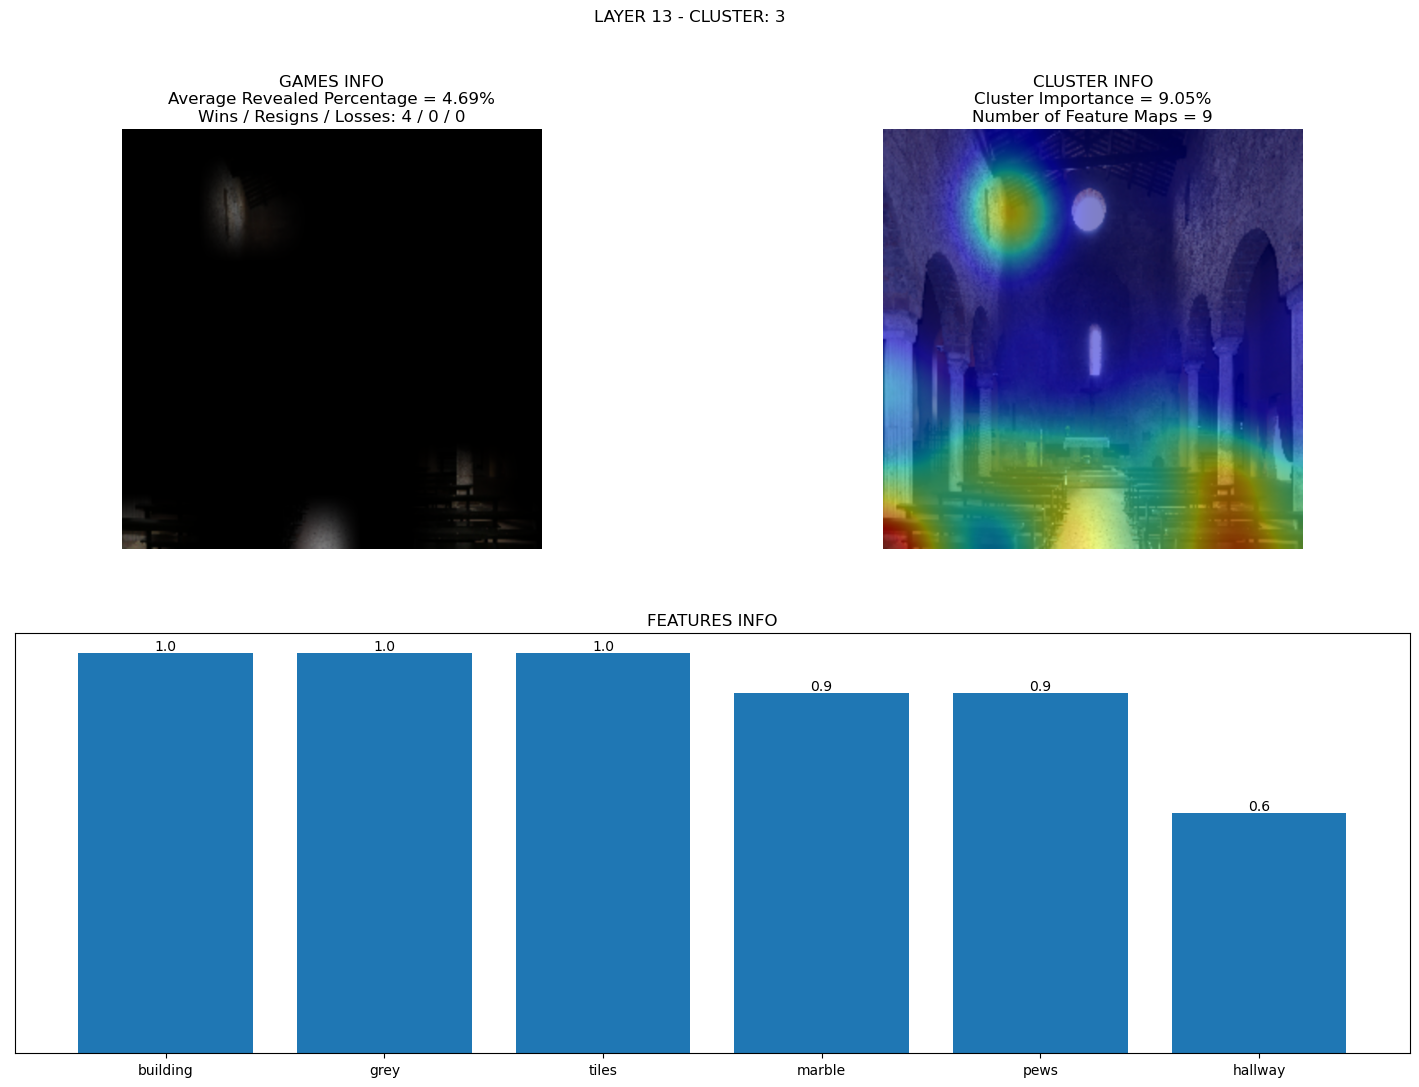 LAYER 13 - CLUSTER: 3
GAMES INFO
Average Revealed Percentage = 4.69%
Wins / Resigns / Losses: 4 / 0 / 0
CLUSTER INFO
Cluster Importance = 9.05%
Number of Feature Maps = 9
FEATURES INFO
1.0 1.0 1.0 0.9 0.9 0.6
building grey tiles marble pews hallway